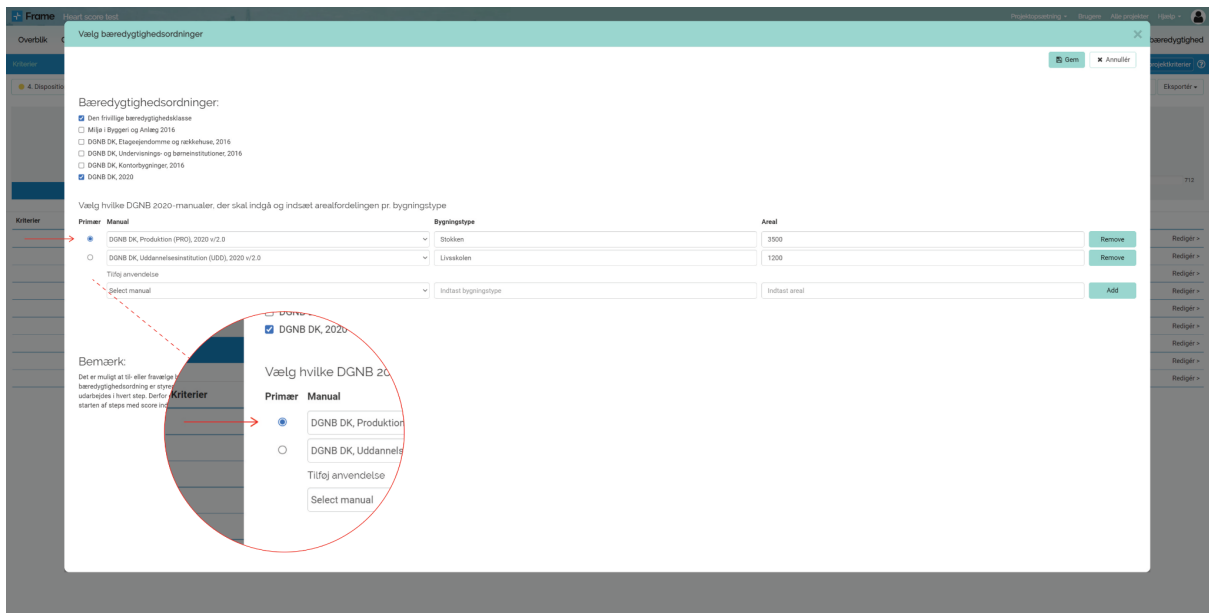 Frame Heart score test Projektopsætning Brugere Alle projekter Hjælp
Overblik bæredygtighed
Vælg bæredygtighedsordninger
Kriterier projektkriterier
Gem Annullér
4. Dispositio Eksportér
Bæredygtighedsordninger:
Den frivillige bæredygtighedsklasse
Miljø i Byggeri og Anlæg 2016
DGNB DK, Etageejendomme og rækkehuse, 2016
DGNB DK, Undervisnings- og børneinstitutioner, 2016
DGNB DK, Kontorbygninger, 2016
DGNB DK, 2020
712
Vælg hvilke DGNB 2020-manualer, der skal indgå og indsæt arealfordelingen pr. bygningstype
Kriterier Primær Manual Bygningstype Areal
DGNB DK, Produktion (PRO), 2020 v/2.0 Stokken 3500 Remove Redigér >
DGNB DK, Uddannelsesinstitution (UDD), 2020 v/2.0 Livsskolen 1200 Remove Redigér >
Tilføj anvendelse Redigér >
Select manual Indtast bygningstype Indtast areal Add Redigér >
Redigér >
Redigér >
Redigér >
Redigér >
Redigér >
Bemærk:
Det er muligt at til- eller fravælge
bæredygtighedsordning er styre
udarbejdes i hvert step. Derfor
starten af steps med score ind
DGNB DK, 2020
Vælg hvilke DGNB 20
Kriterier Primær Manual
DGNB DK, Produktion
DGNB DK, Uddannels
Tilføj anvendelse
Select manual